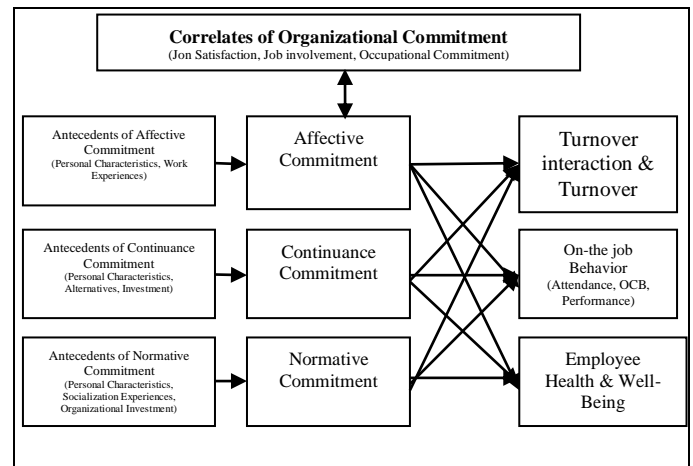 Correlates of Organizational Commitment
(Jon Satisfaction, Job involvement, Occupational Commitment)
Antecedents of Affective
Commitment
(Personal Characteristics, Work
Experiences)
Affective
Commitment
Turnover
interaction &
Turnover
Antecedents of Continuance
Commitment
(Personal Characteristics,
Alternatives, Investment)
Continuance
Commitment
On-the job
Behavior
(Attendance, OCB,
Performance)
Antecedents of Normative
Commitment
(Personal Characteristics,
Socialization Experiences,
Organizational Investment)
Normative
Commitment
Employee
Health & Well-
Being